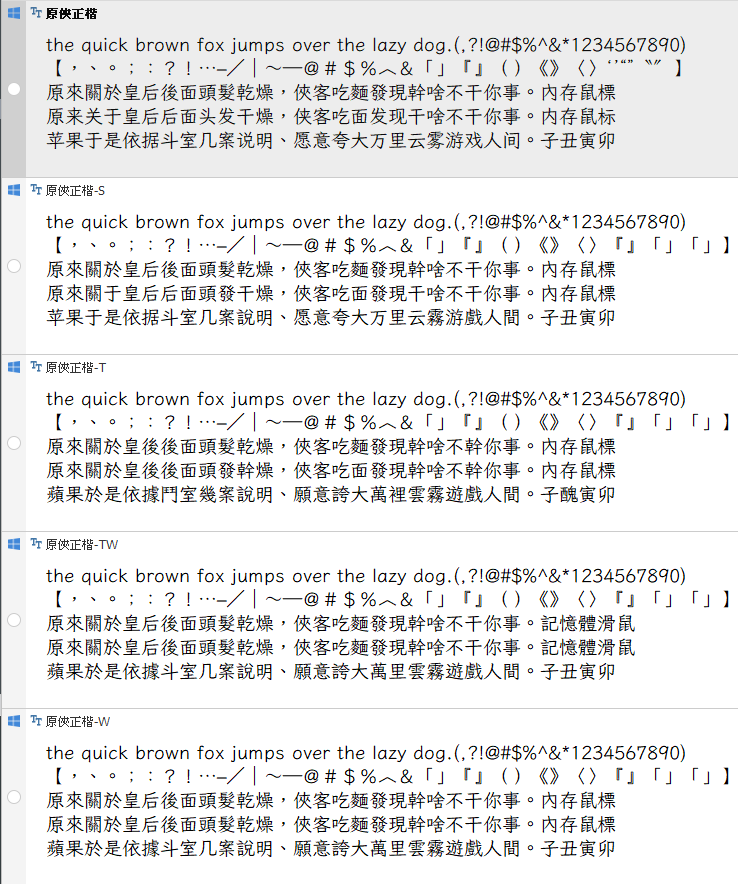 原俠正楷
the quick brown fox jumps over the lazy dog.(,?!@#$%^&*1234567890)
【，、。；：？！…–／｜～—＠＃＄％︿＆「」『』（）《》〈〉‘’“”〝〞】
原來關於皇后後面頭髮乾燥，俠客吃麵發現幹啥不干你事。內存鼠標
原来关于皇后后面头发干燥，侠客吃面发现干啥不干你事。内存鼠标
苹果于是依据斗室几案说明、愿意夸大万里云雾游戏人间。子丑寅卯
原俠正楷-S
the quick brown fox jumps over the lazy dog.(,?!@#$%^&*1234567890)
【，、。；：？！…–／｜～—＠＃＄％︿＆「」『』（）《》〈〉『』「」「」】
原來關於皇后後面頭髮乾燥，俠客吃麵發現幹啥不干你事。內存鼠標
原來關于皇后后面頭發干燥，俠客吃面發現干啥不干你事。內存鼠標
苹果于是依据斗室几案說明、愿意夸大万里云霧游戲人間。子丑寅卯
原俠正楷-T
the quick brown fox jumps over the lazy dog.(,?!@#$%^&*1234567890)
【，、。；：？！…–／｜～—＠＃＄％︿＆「」『』（）《》〈〉『』「」「」】
原來關於皇後後面頭髮乾燥，俠客吃麵發現幹啥不幹你事。內存鼠標
原來關於皇後後面頭發幹燥，俠客吃面發現幹啥不幹你事。內存鼠標
蘋果於是依據鬥室幾案說明、願意誇大萬裡雲霧遊戲人間。子醜寅卯
原俠正楷-TW
the quick brown fox jumps over the lazy dog.(,?!@#$%^&*1234567890)
【，、。；：？！…–／｜～—＠＃＄％︿＆「」『』（）《》〈〉『』「」「」】
原來關於皇后後面頭髮乾燥，俠客吃麵發現幹啥不干你事。記憶體滑鼠
原來關於皇后後面頭髮乾燥，俠客吃麵發現幹啥不干你事。記憶體滑鼠
蘋果於是依據斗室几案說明、願意誇大萬里雲霧遊戲人間。子丑寅卯
原俠正楷-W
the quick brown fox jumps over the lazy dog.(,?!@#$%^&*1234567890)
【，、。；：？！…–／｜～—＠＃＄％︿＆「」『』（）《》〈〉『』「」「」】
原來關於皇后後面頭髮乾燥，俠客吃麵發現幹啥不干你事。內存鼠標
原來關於皇后後面頭髮乾燥，俠客吃麵發現幹啥不干你事。內存鼠標
蘋果於是依據斗室几案說明、願意誇大萬里雲霧遊戲人間。子丑寅卯